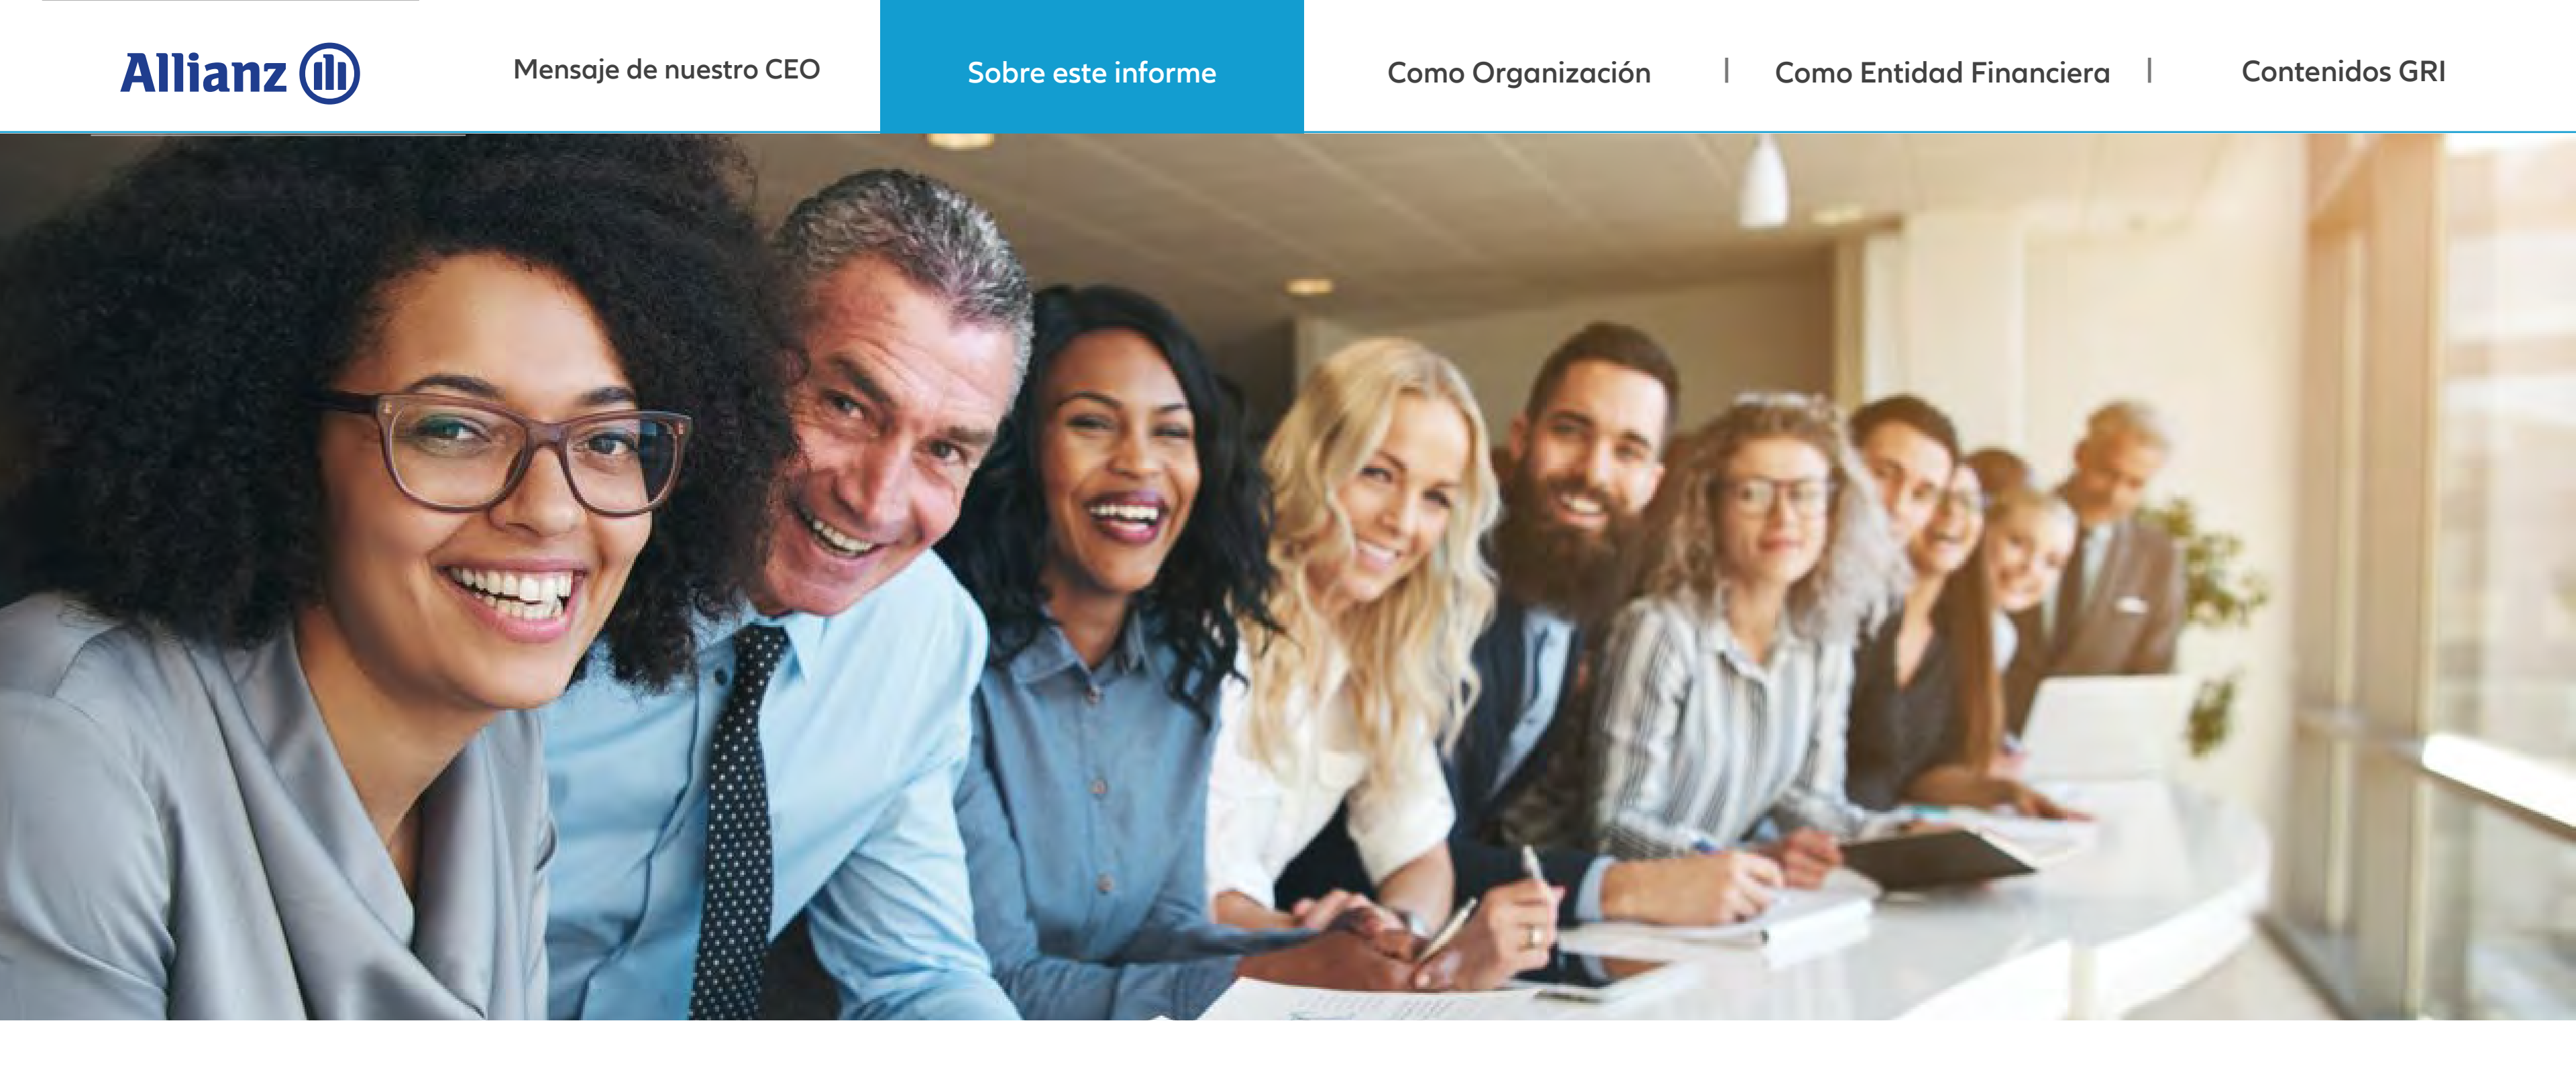 Allianz
Mensaje de nuestro CEO
Sobre este informe
Como Organización
Como Entidad Financiera
Contenidos GRI